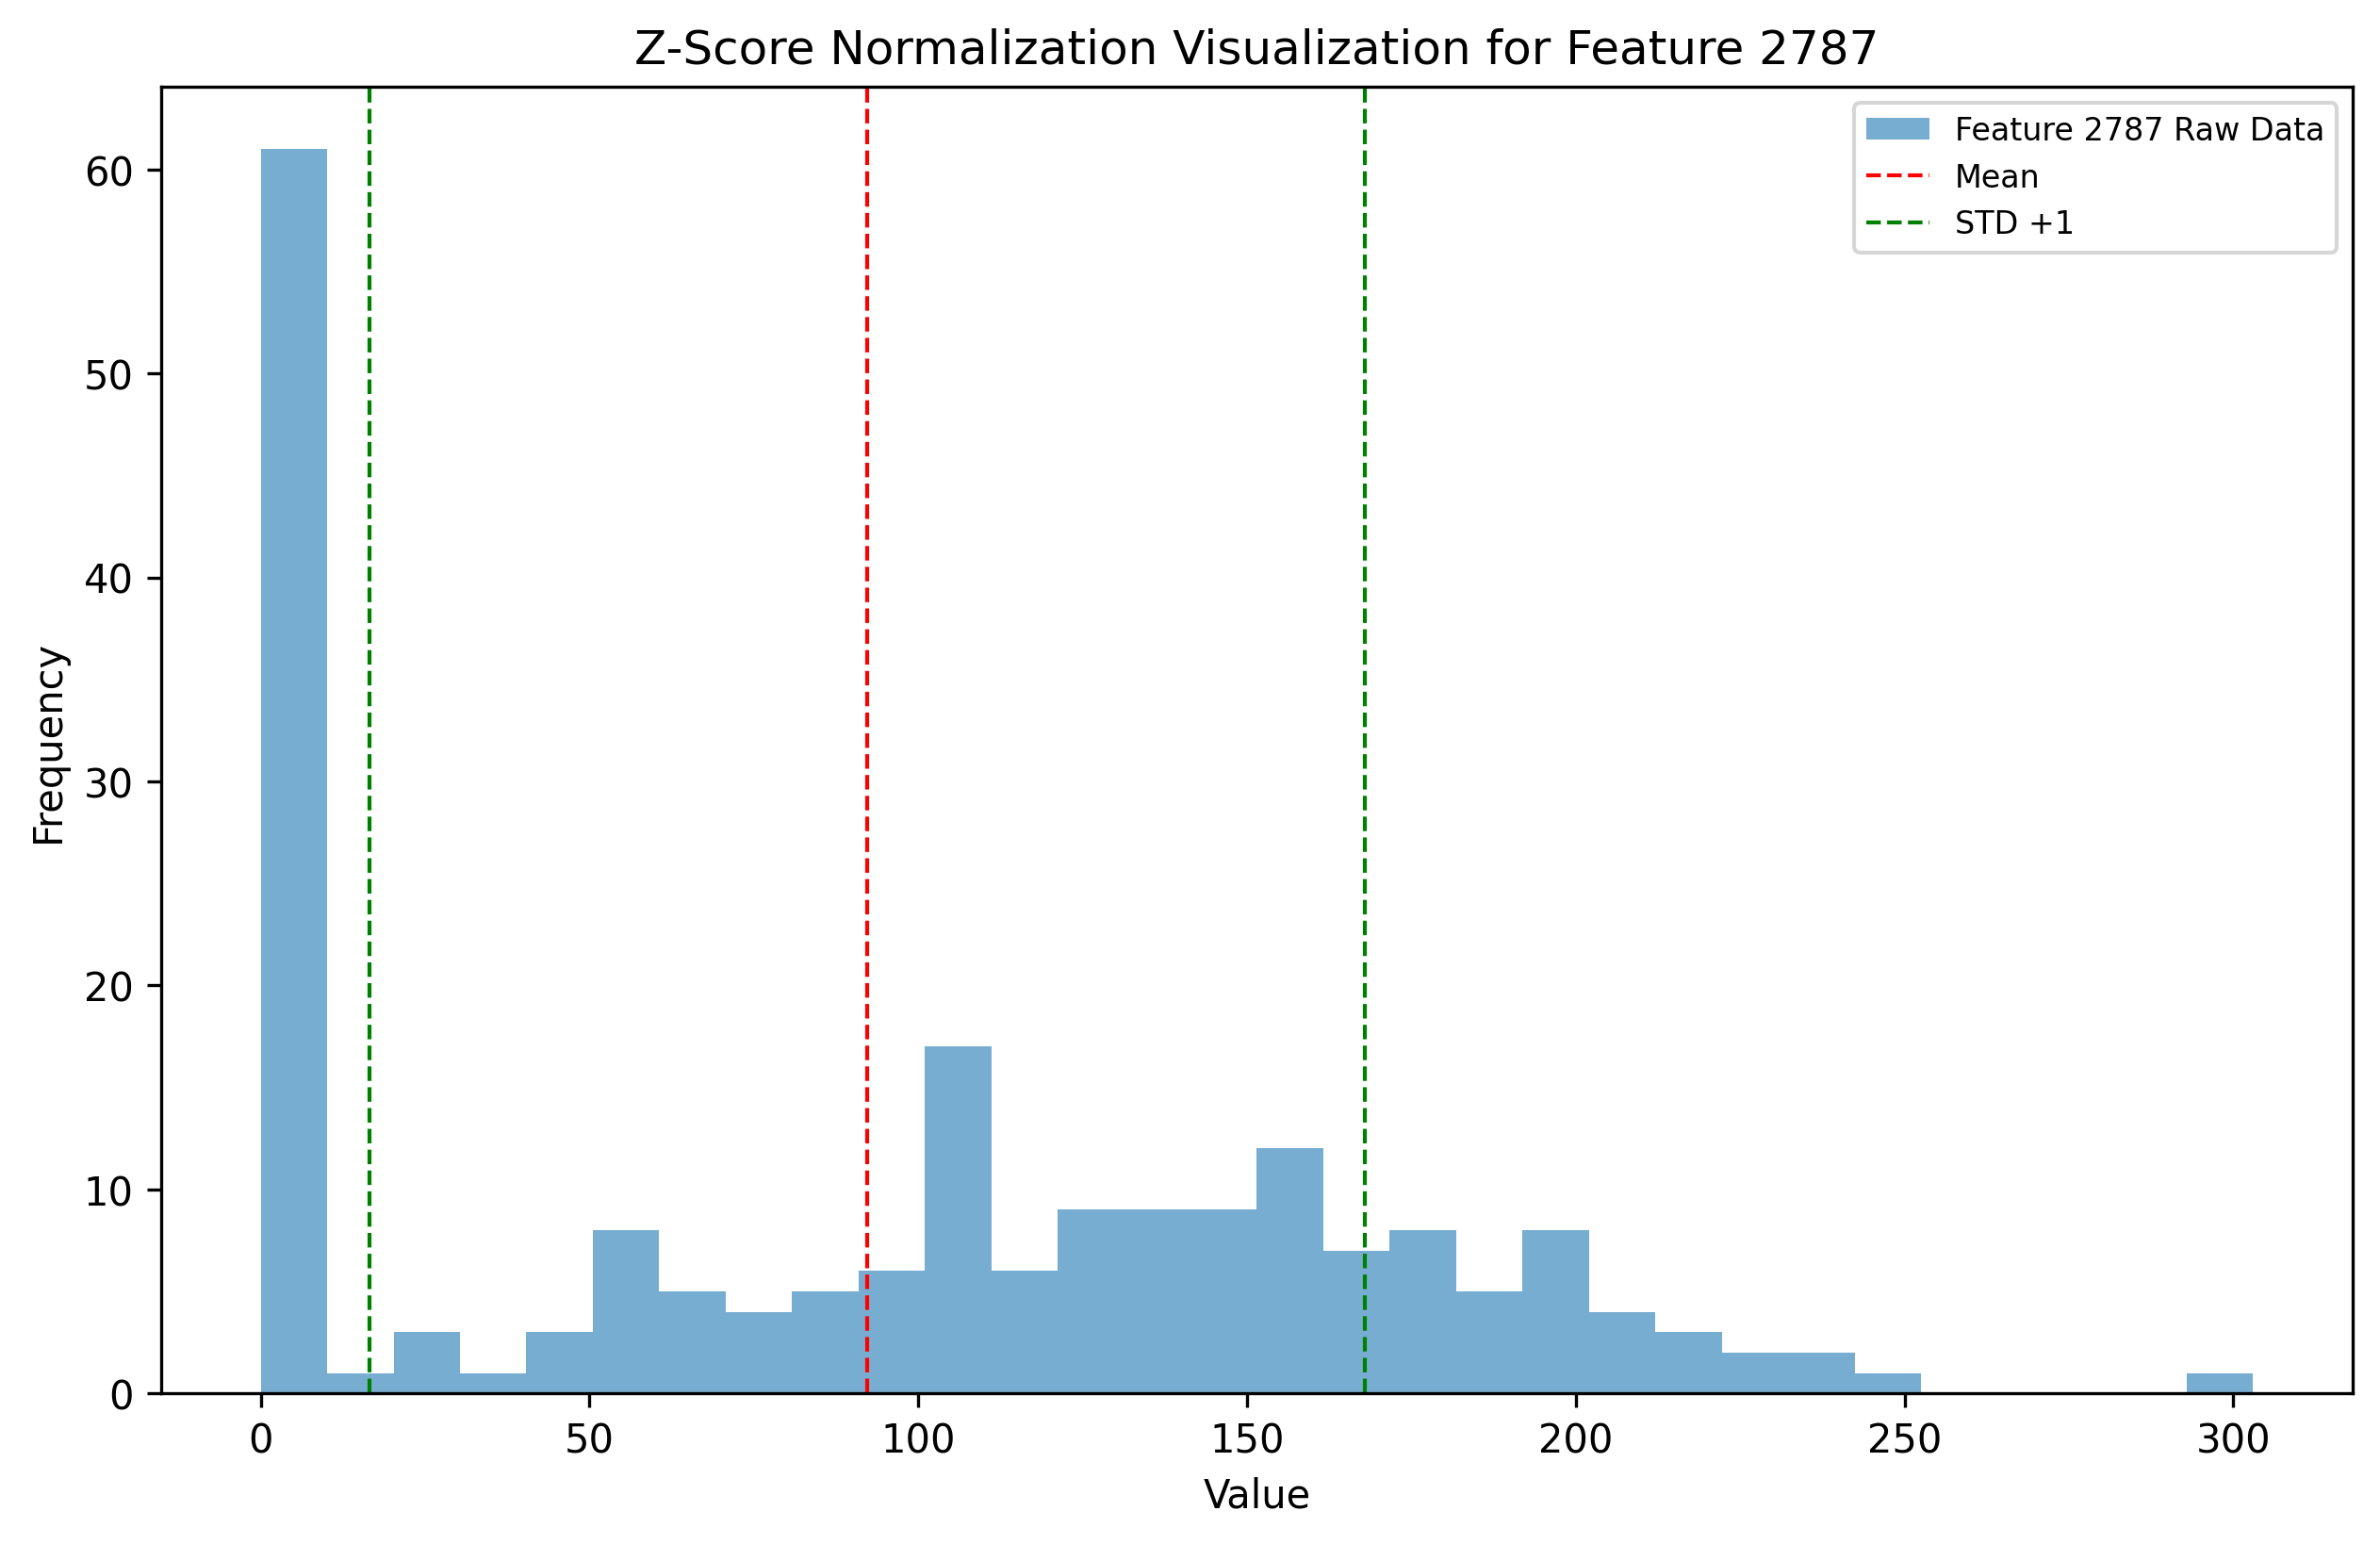 Z-Score Normalization Visualization for Feature 2787
Feature 2787 Raw Data
Mean
STD +1
60
50
40
30
20
10
0
Frequency
0 50 100 150 200 250 300
Value